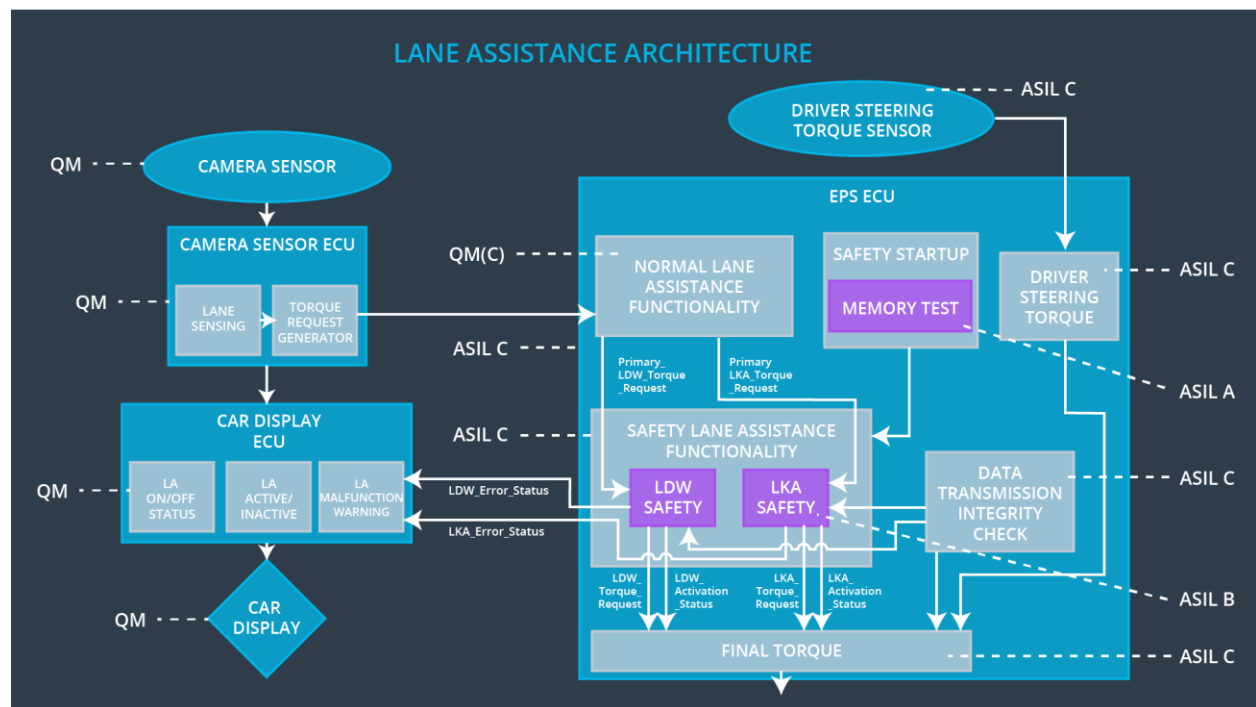 LANE ASSISTANCE ARCHITECTURE
ASIL C
DRIVER STEERING
TORQUE SENSOR
QM
CAMERA SENSOR
EPS ECU
CAMERA SENSOR ECU
QM(C)
NORMAL LANE
ASSISTANCE
FUNCTIONALITY
SAFETY STARTUP
MEMORY TEST
DRIVER
STEERING
TORQUE
ASIL C
QM
LANE
SENSING
TORQUE
REQUEST
GENERATOR
ASIL C
Primary_
LDW_Torque
_Request
Primary
LKA_Torque
_Request
ASIL A
CAR DISPLAY
ECU
ASIL C
SAFETY LANE ASSISTANCE
FUNCTIONALITY
QM
LA
ON/OFF
STATUS
LA
ACTIVE/
INACTIVE
LA
MALFUNCTION
WARNING
LDW_Error_Status
LKA_Error_Status
LDW
SAFETY
LKA
SAFETY
DATA
TRANSMISSION
INTEGRITY
CHECK
ASIL C
LDW_
Torque_
Request
LDW_
Activation
_Status
LKA_
Torque_
Request
LKA_
Activation
_Status
ASIL B
QM
CAR
DISPLAY
FINAL TORQUE
ASIL C